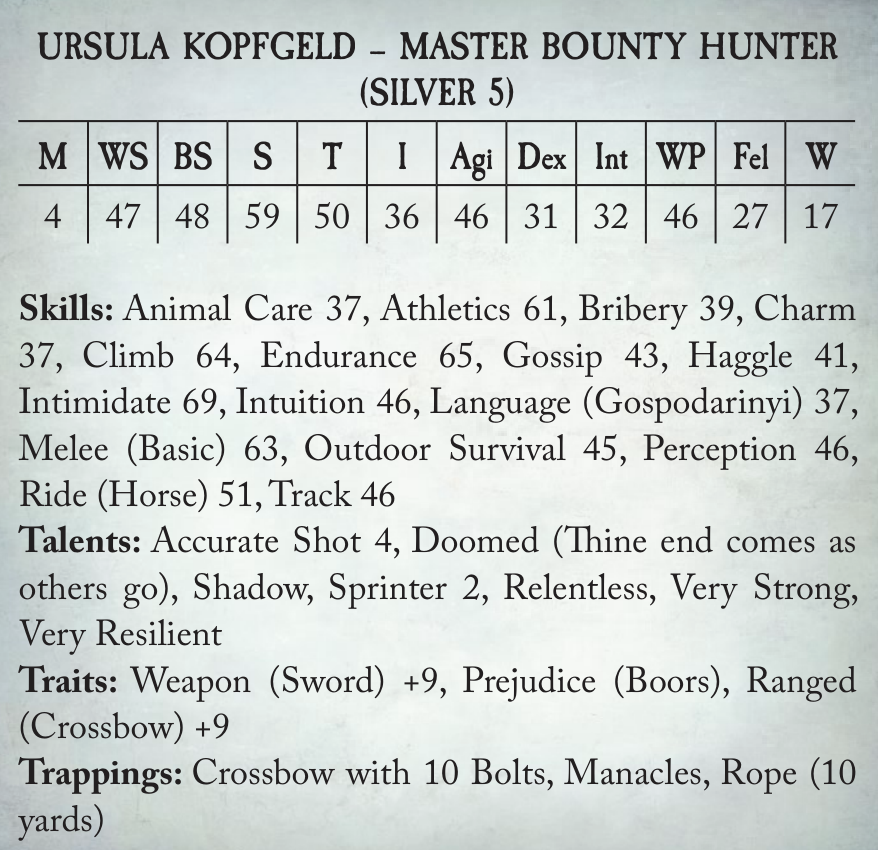 URSULA KOPFGELD – MASTER BOUNTY HUNTER
(SILVER 5)
M WS BS S T I Agi Dex Int WP Fel W
4 47 48 59 50 36 46 31 32 46 27 17
Skills: Animal Care 37, Athletics 61, Bribery 39, Charm
37, Climb 64, Endurance 65, Gossip 43, Haggle 41,
Intimidate 69, Intuition 46, Language (Gospodarinyi) 37,
Melee (Basic) 63, Outdoor Survival 45, Perception 46,
Ride (Horse) 51, Track 46
Talents: Accurate Shot 4, Doomed (Thine end comes as
others go), Shadow, Sprinter 2, Relentless, Very Strong,
Very Resilient
Traits: Weapon (Sword) +9, Prejudice (Boors), Ranged
(Crossbow) +9
Trappings: Crossbow with 10 Bolts, Manacles, Rope (10
yards)